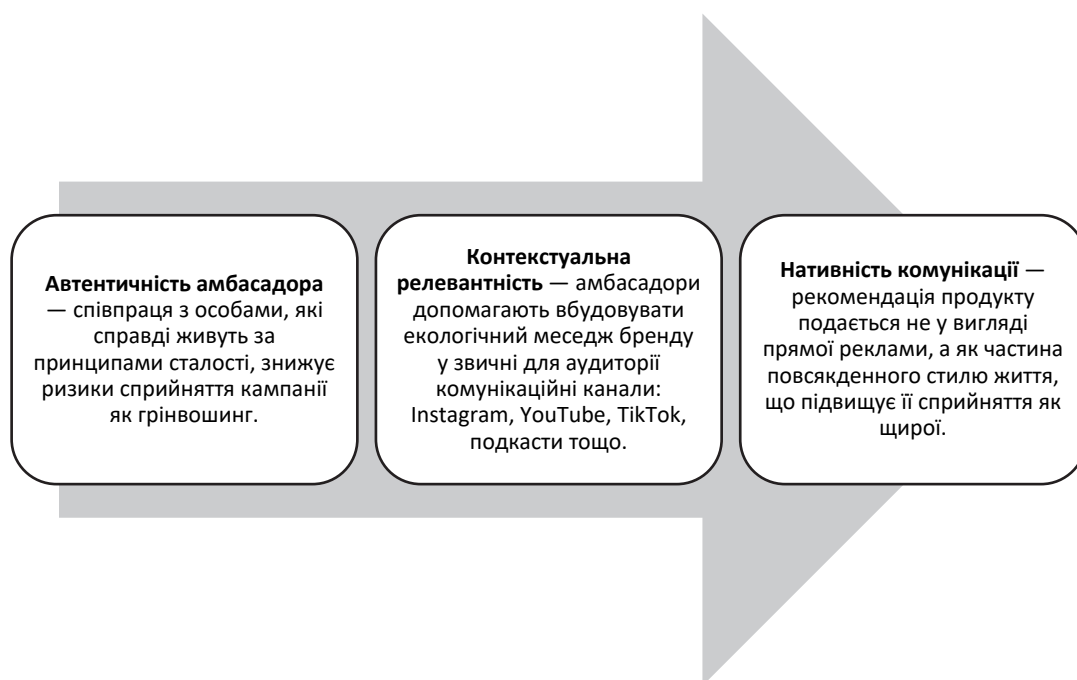 Автентичність амбасадора
— співпраця з особами, які
справді живуть за
принципами сталості, знижує
ризики сприйняття кампанії
як грінвошинг.
Контекстуальна
релевантність — амбасадори
допомагають вбудовувати
екологічний меседж бренду
у звичні для аудиторії
комунікаційні канали:
Instagram, YouTube, TikTok,
подкасти тощо.
Нативність комунікації —
рекомендація продукту
подається не у вигляді
прямої реклами, а як частина
повсякденного стилю життя,
що підвищує її сприйняття як
щирої.